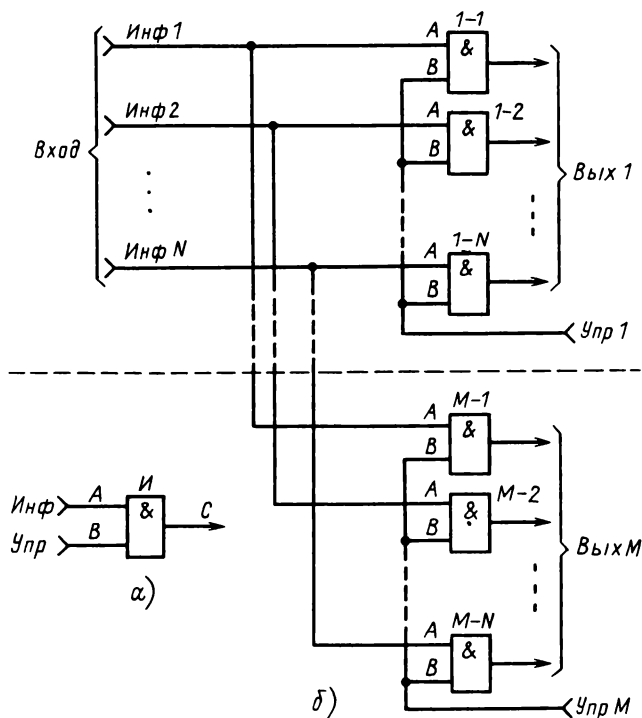 Инф 1
A
1-1
&
B
Инф 2
A
1-2
&
B
Вход
Вых 1
Инф N
A
1-N
&
B
Упр 1
A
M-1
&
B
A
M-2
&
B
Инф
A
И
&
C
Упр
B
а)
Вых M
A
M-N
&
B
б)
Упр M